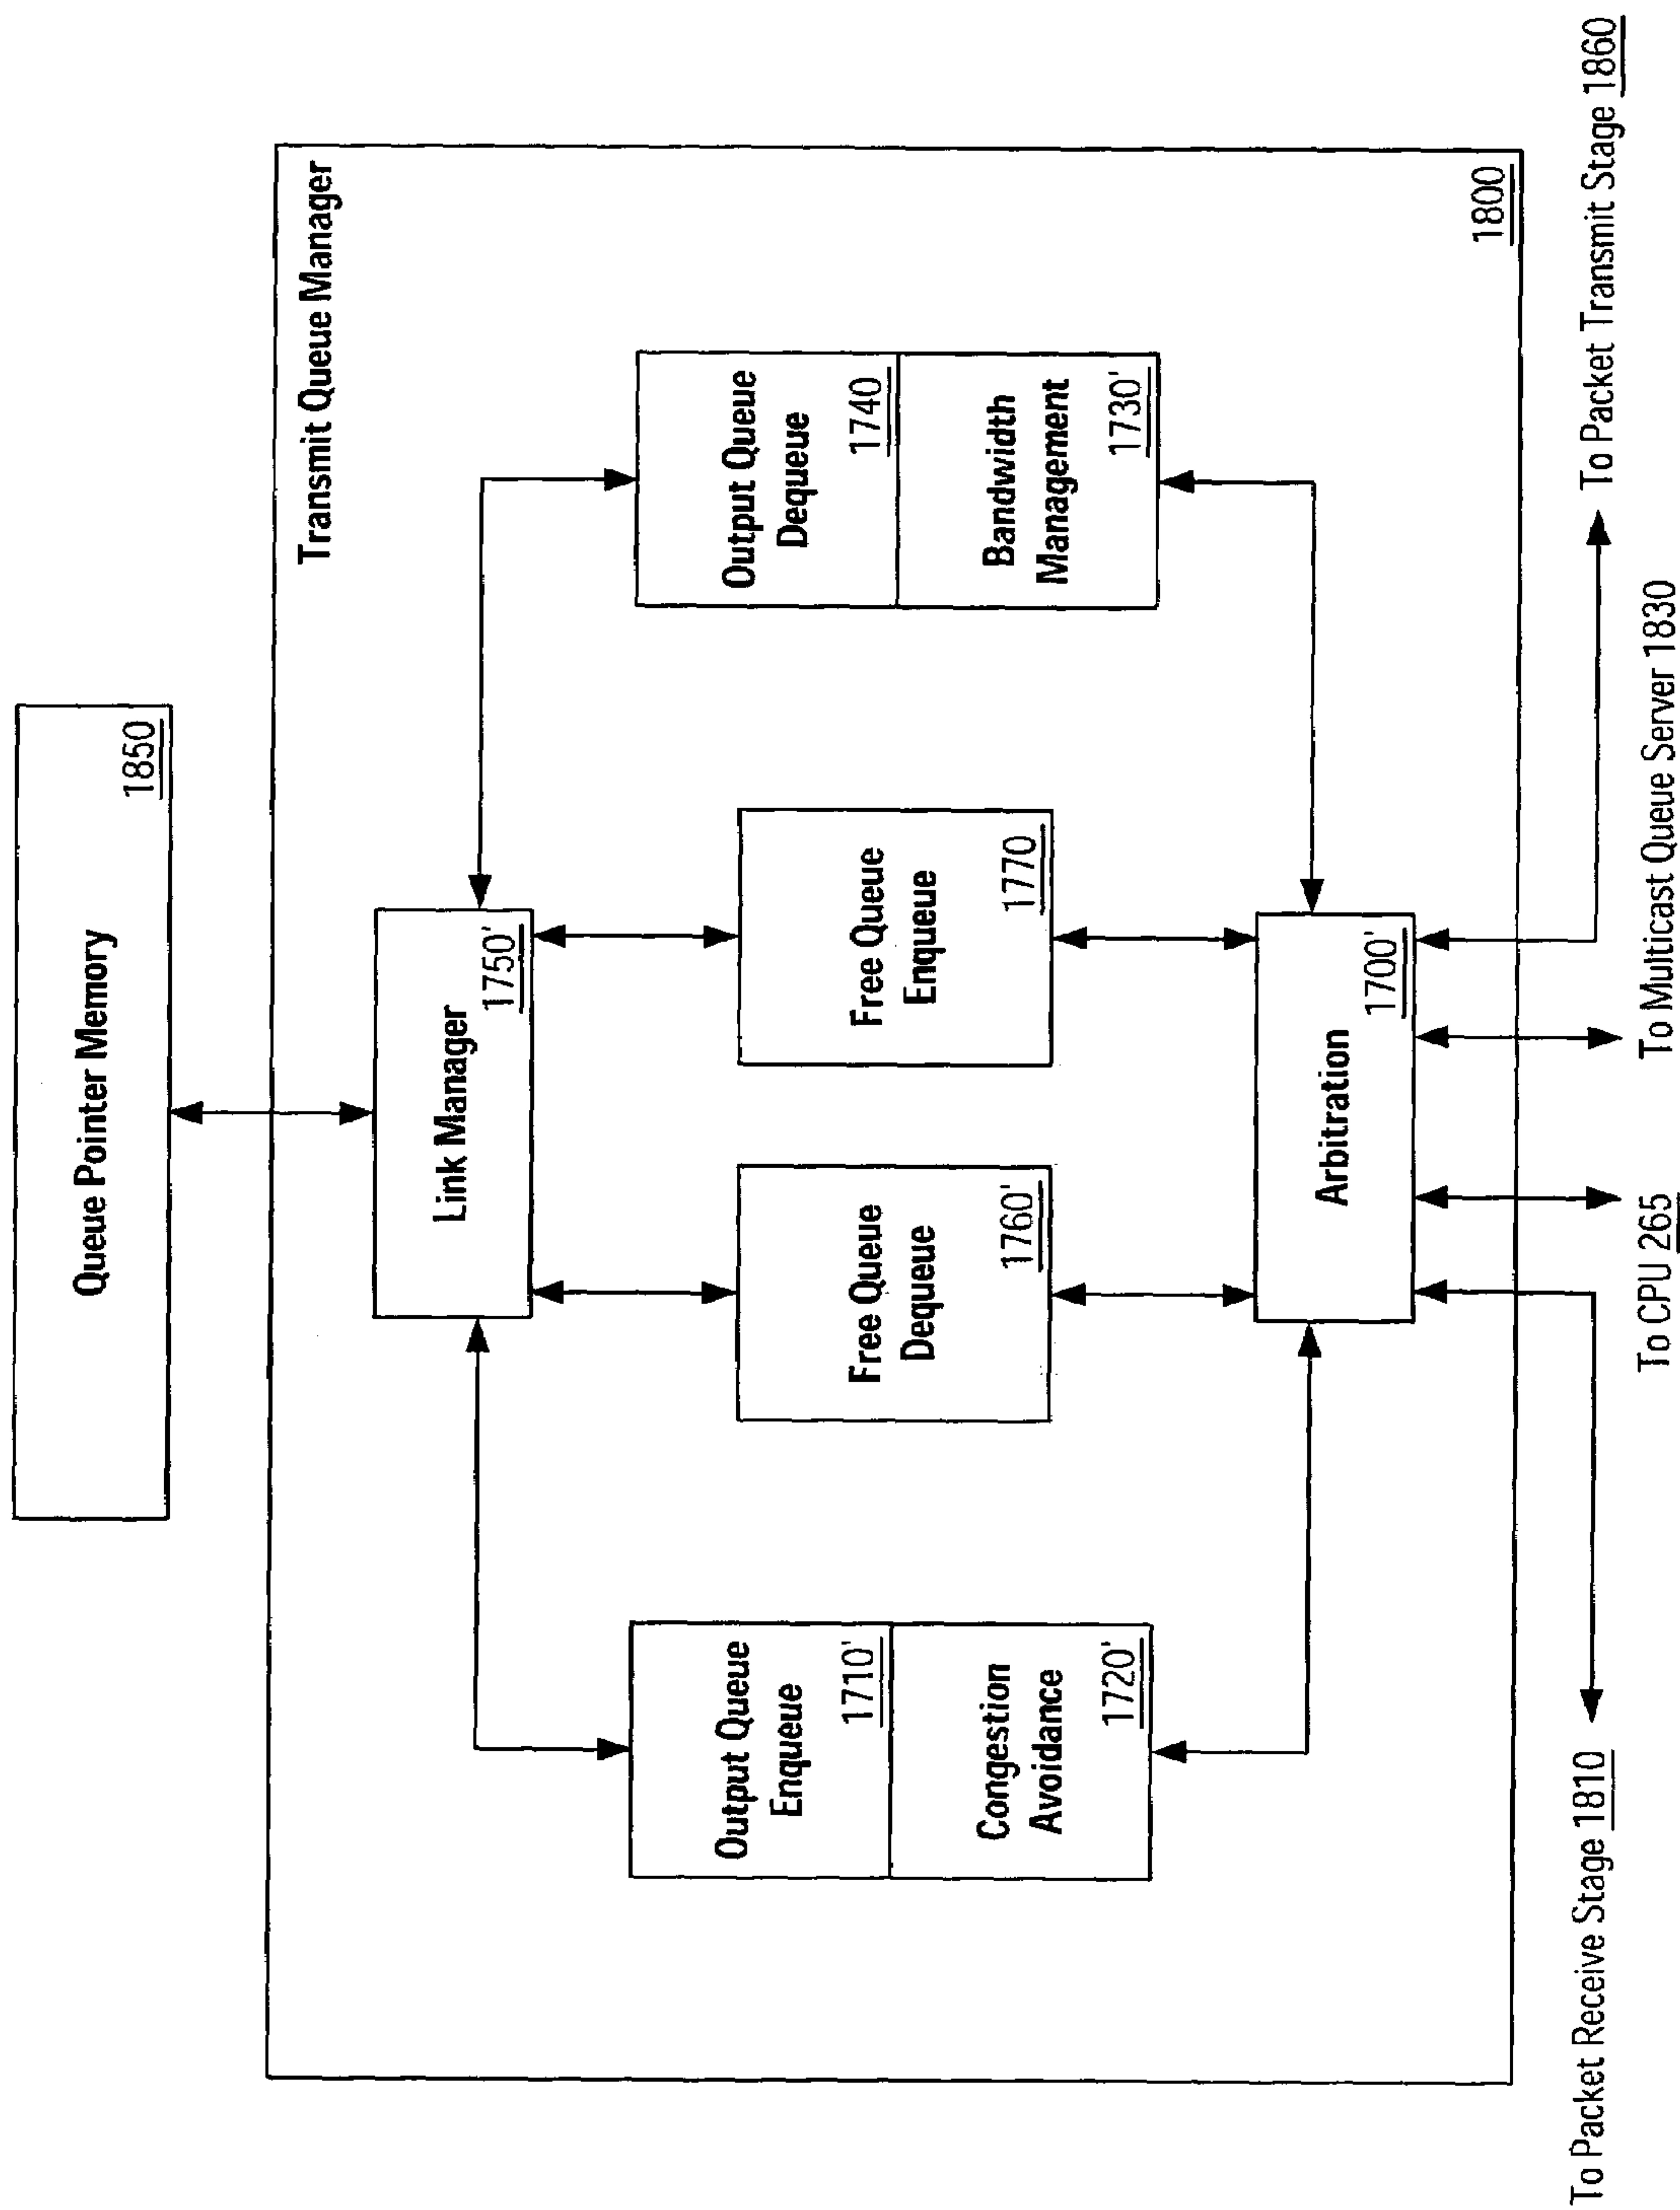 Queue Pointer Memory
1850
Transmit Queue Manager
Link Manager
1750'
Output Queue
Enqueue
1710'
Congestion
Avoidance
1720'
Free Queue
Dequeue
1760'
Free Queue
Enqueue
1770
Output Queue
Dequeue
1740
Bandwidth
Management
1730'
Arbitration
1700'
1800
To Packet Receive Stage 1810
To CPU 265
To Multicast Queue Server 1830
To Packet Transmit Stage 1860